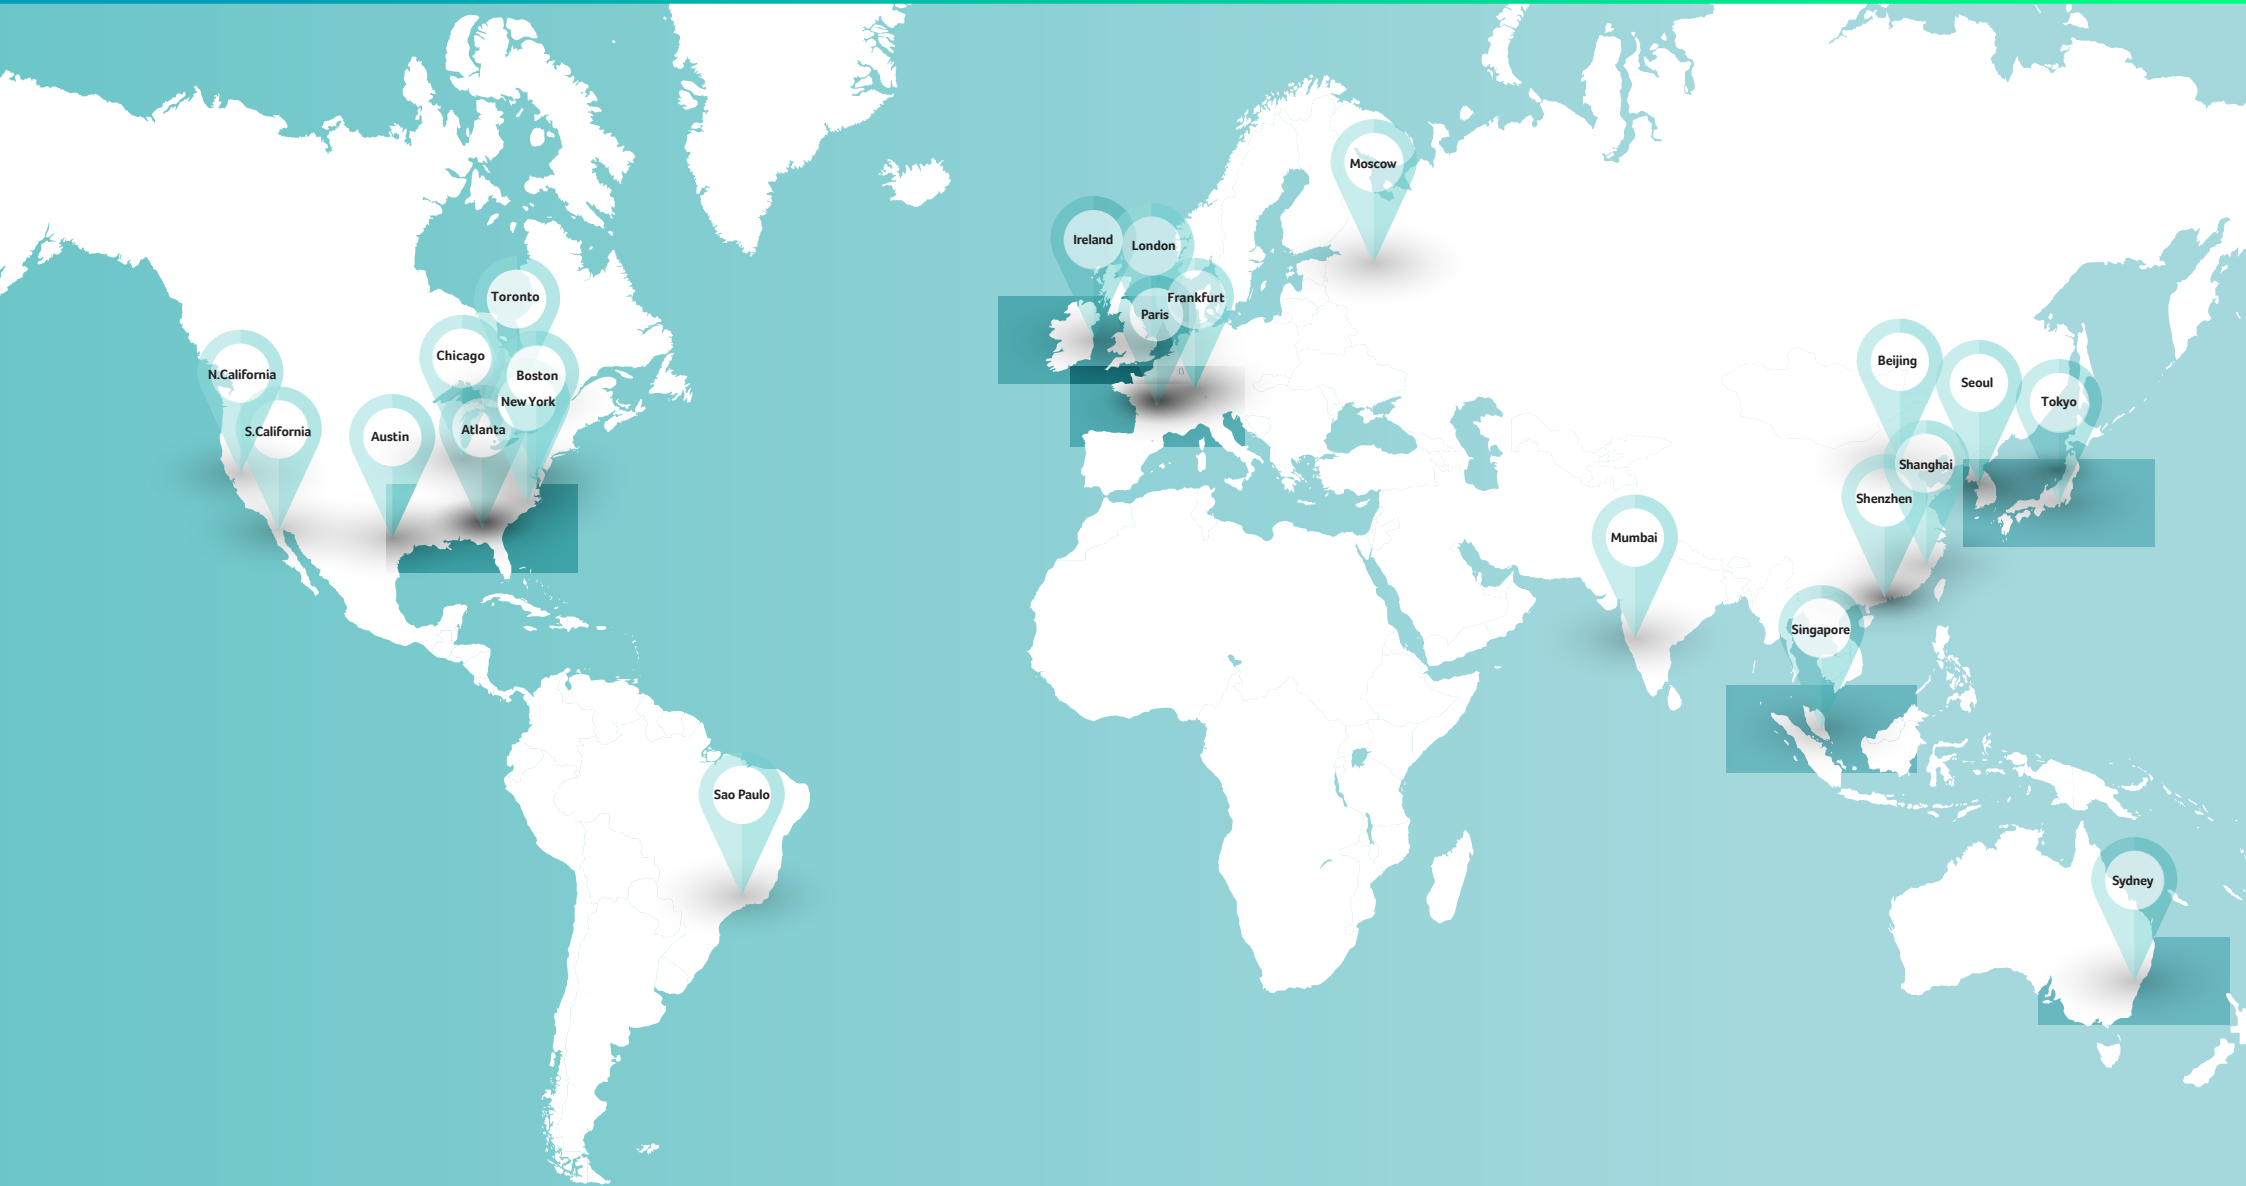 Moscow
Ireland
London
Toronto
Frankfurt
Paris
Chicago
Boston
N.California
New York
S.California
Austin
Atlanta
Beijing
Seoul
Tokyo
Shanghai
Shenzhen
Mumbai
Singapore
Sao Paulo
Sydney